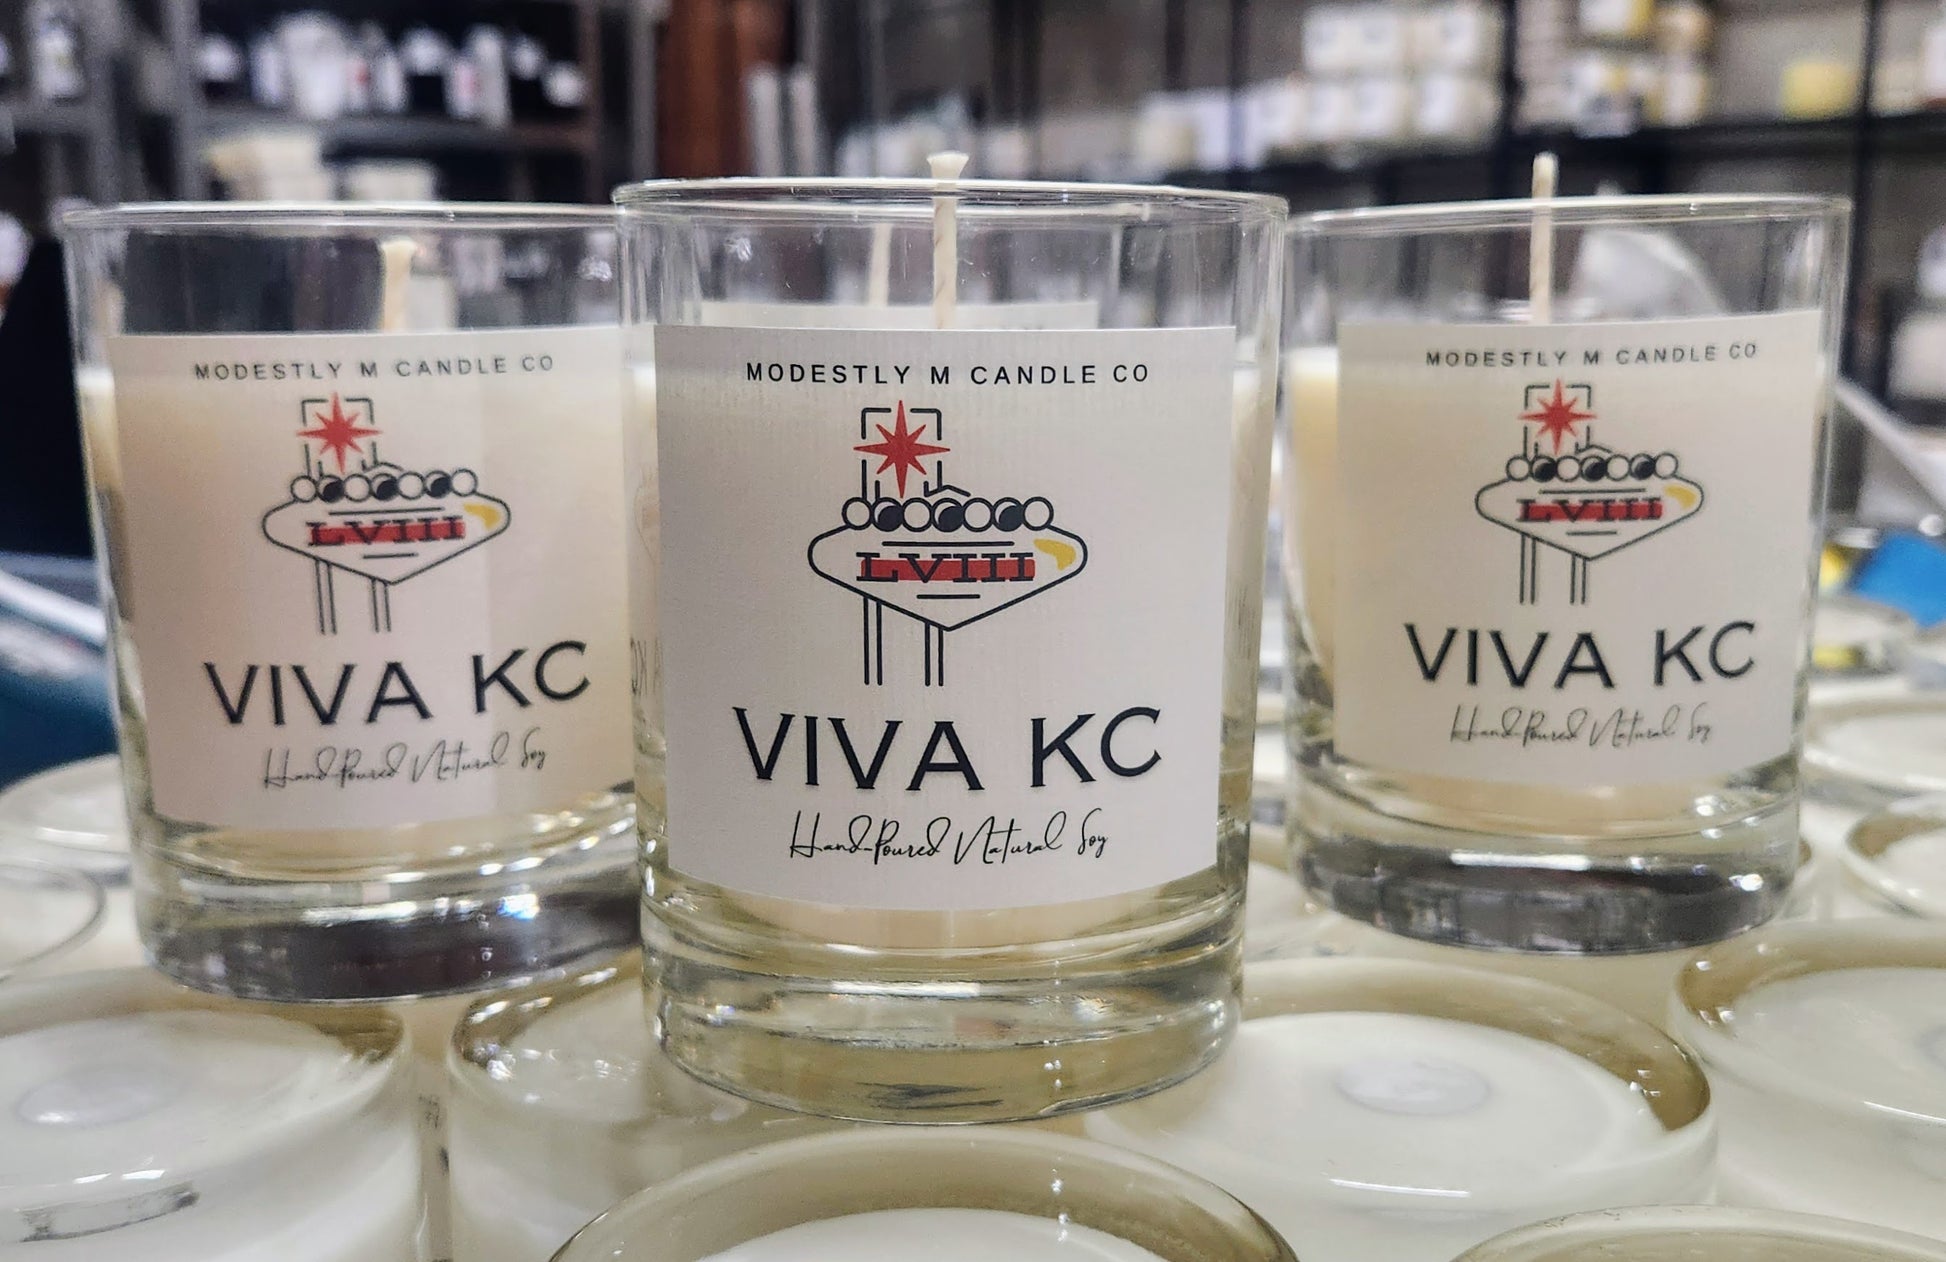 MODESTLY M CANDLE CO
LVIII
VIVA KC
Hand-Poured Natural Soy
MODESTLY M CANDLE CO
LVIII
VIVA KC
Hand-Poured Natural Soy
MODESTLY M CANDLE CO
LVIII
VIVA KC
Hand-Poured Natural Soy